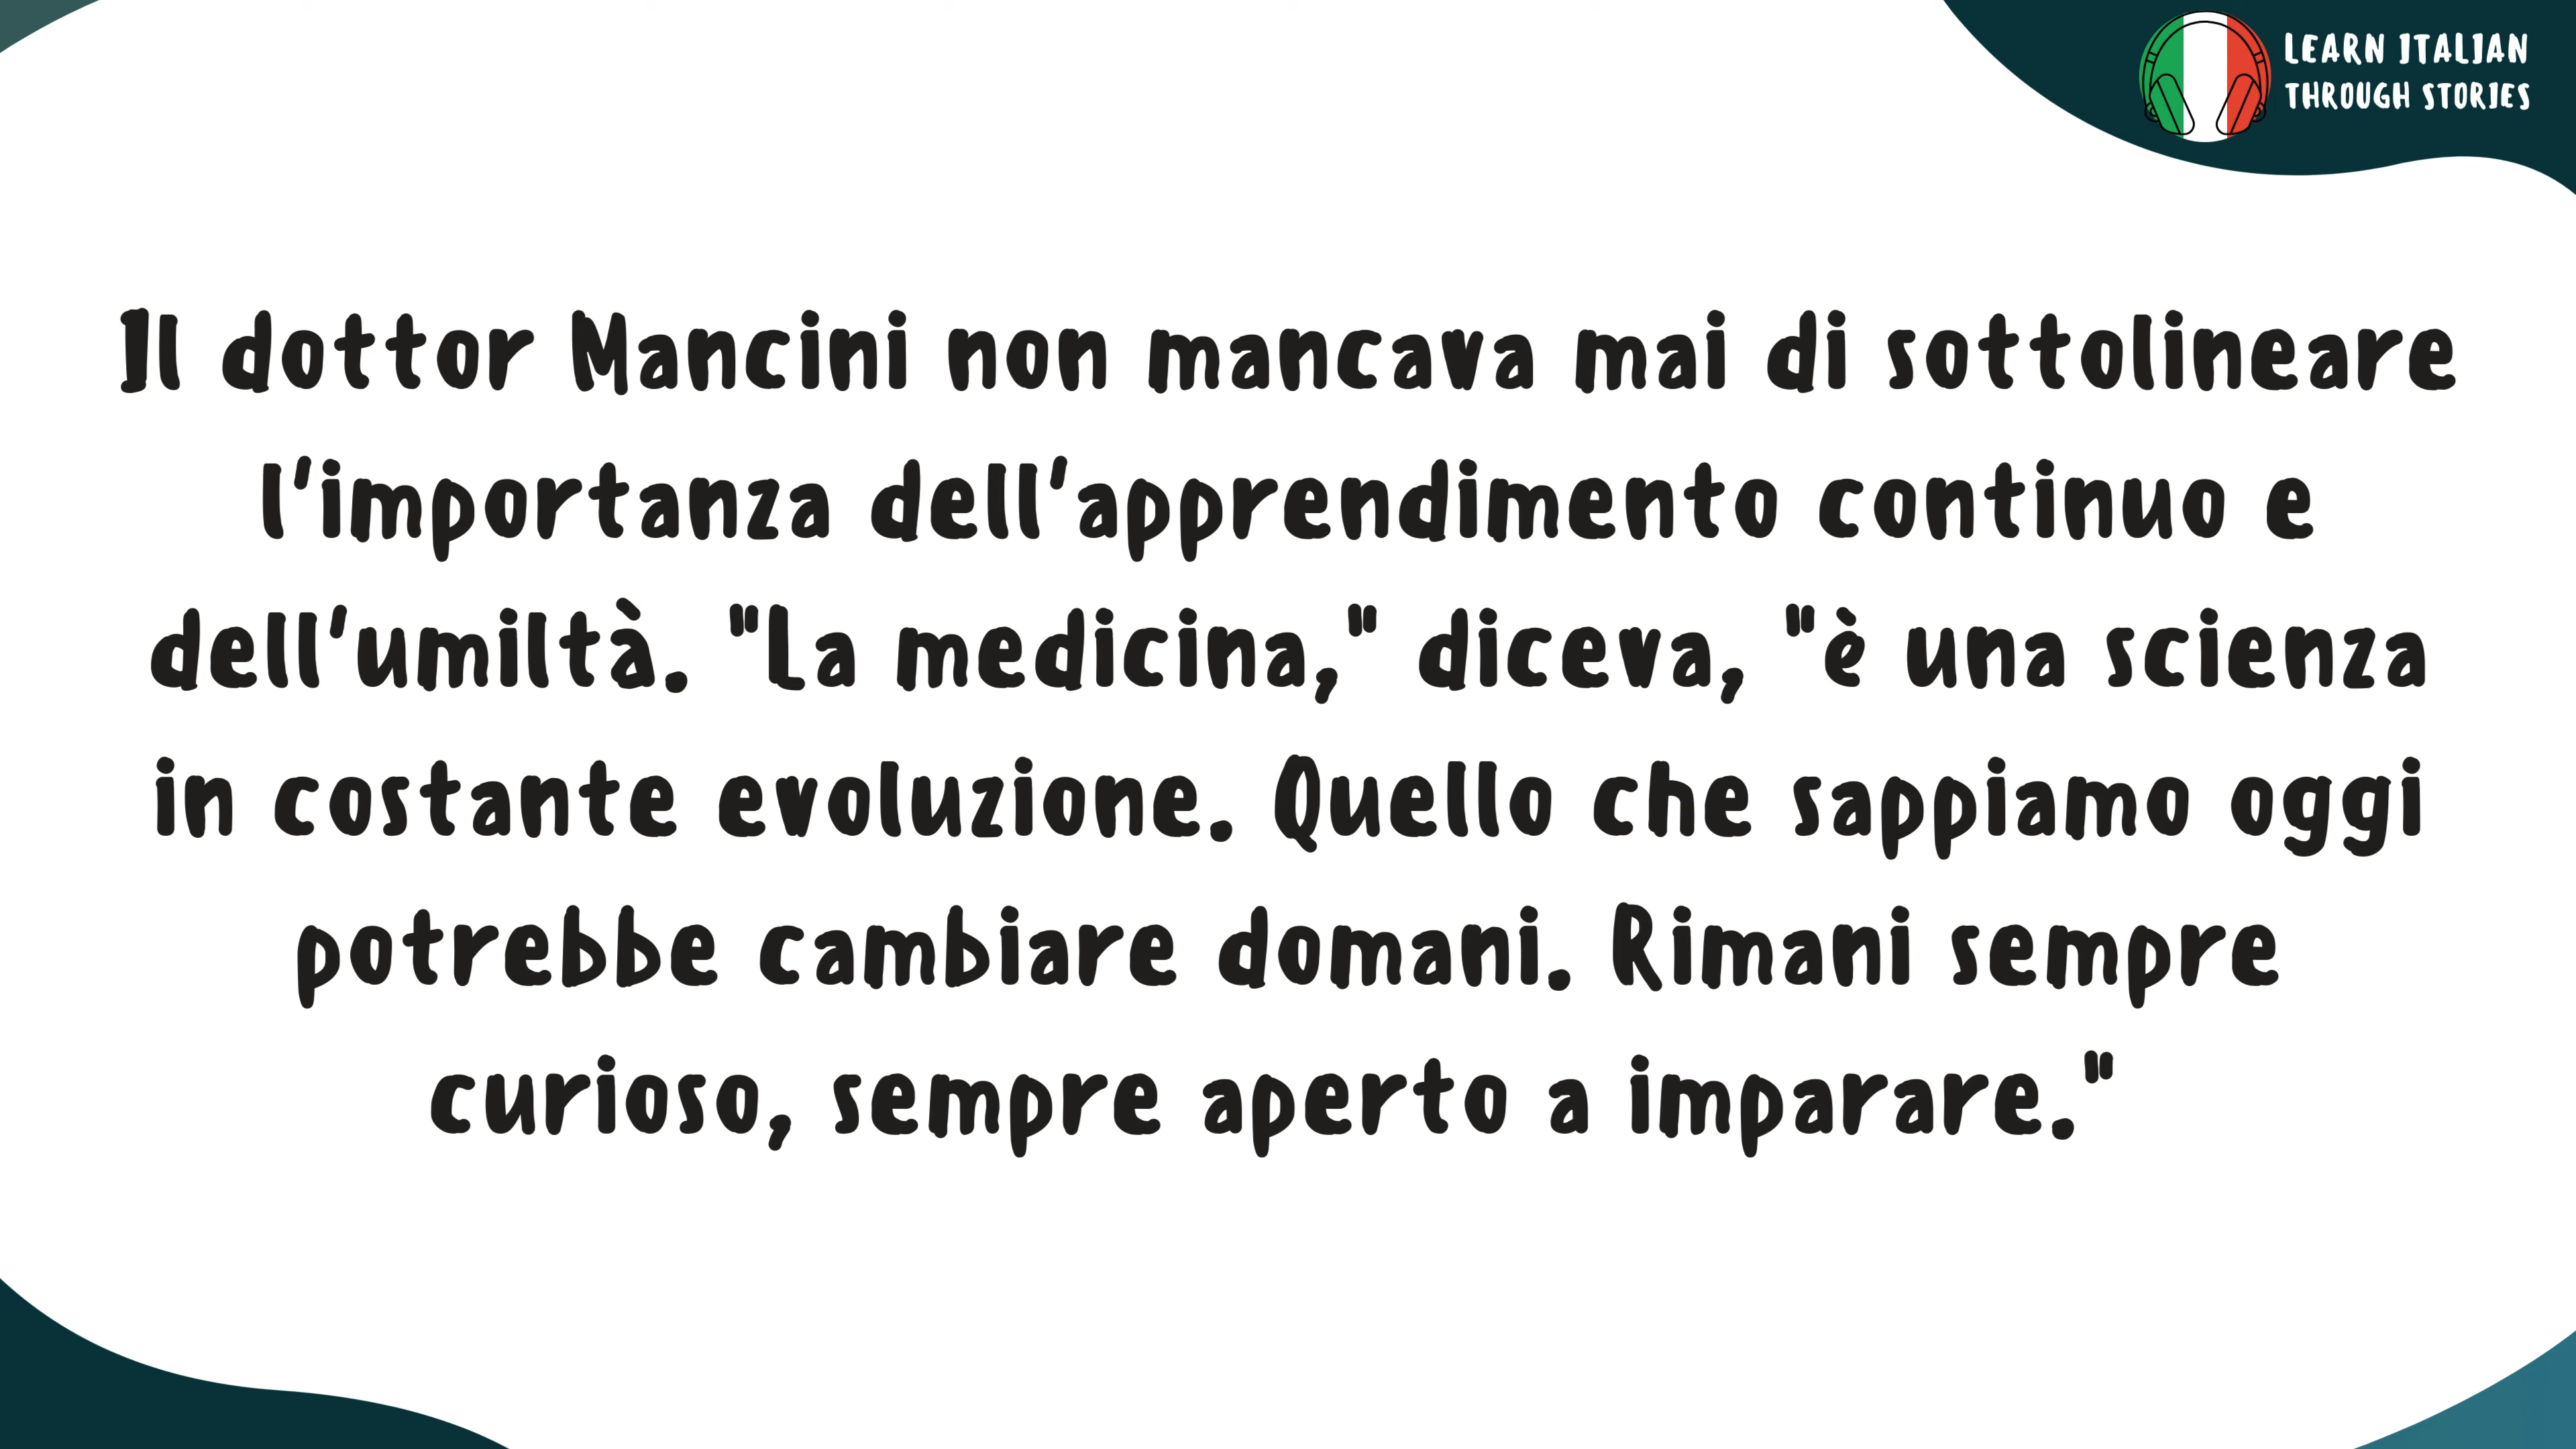 LEARN ITALIAN
THROUGH STORIES
Il dottor Mancini non mancava mai di sottolineare
l'importanza dell'apprendimento continuo e
dell'umiltà. "La medicina," diceva, "è una scienza
in costante evoluzione. Quello che sappiamo oggi
potrebbe cambiare domani. Rimani sempre
curioso, sempre aperto a imparare."